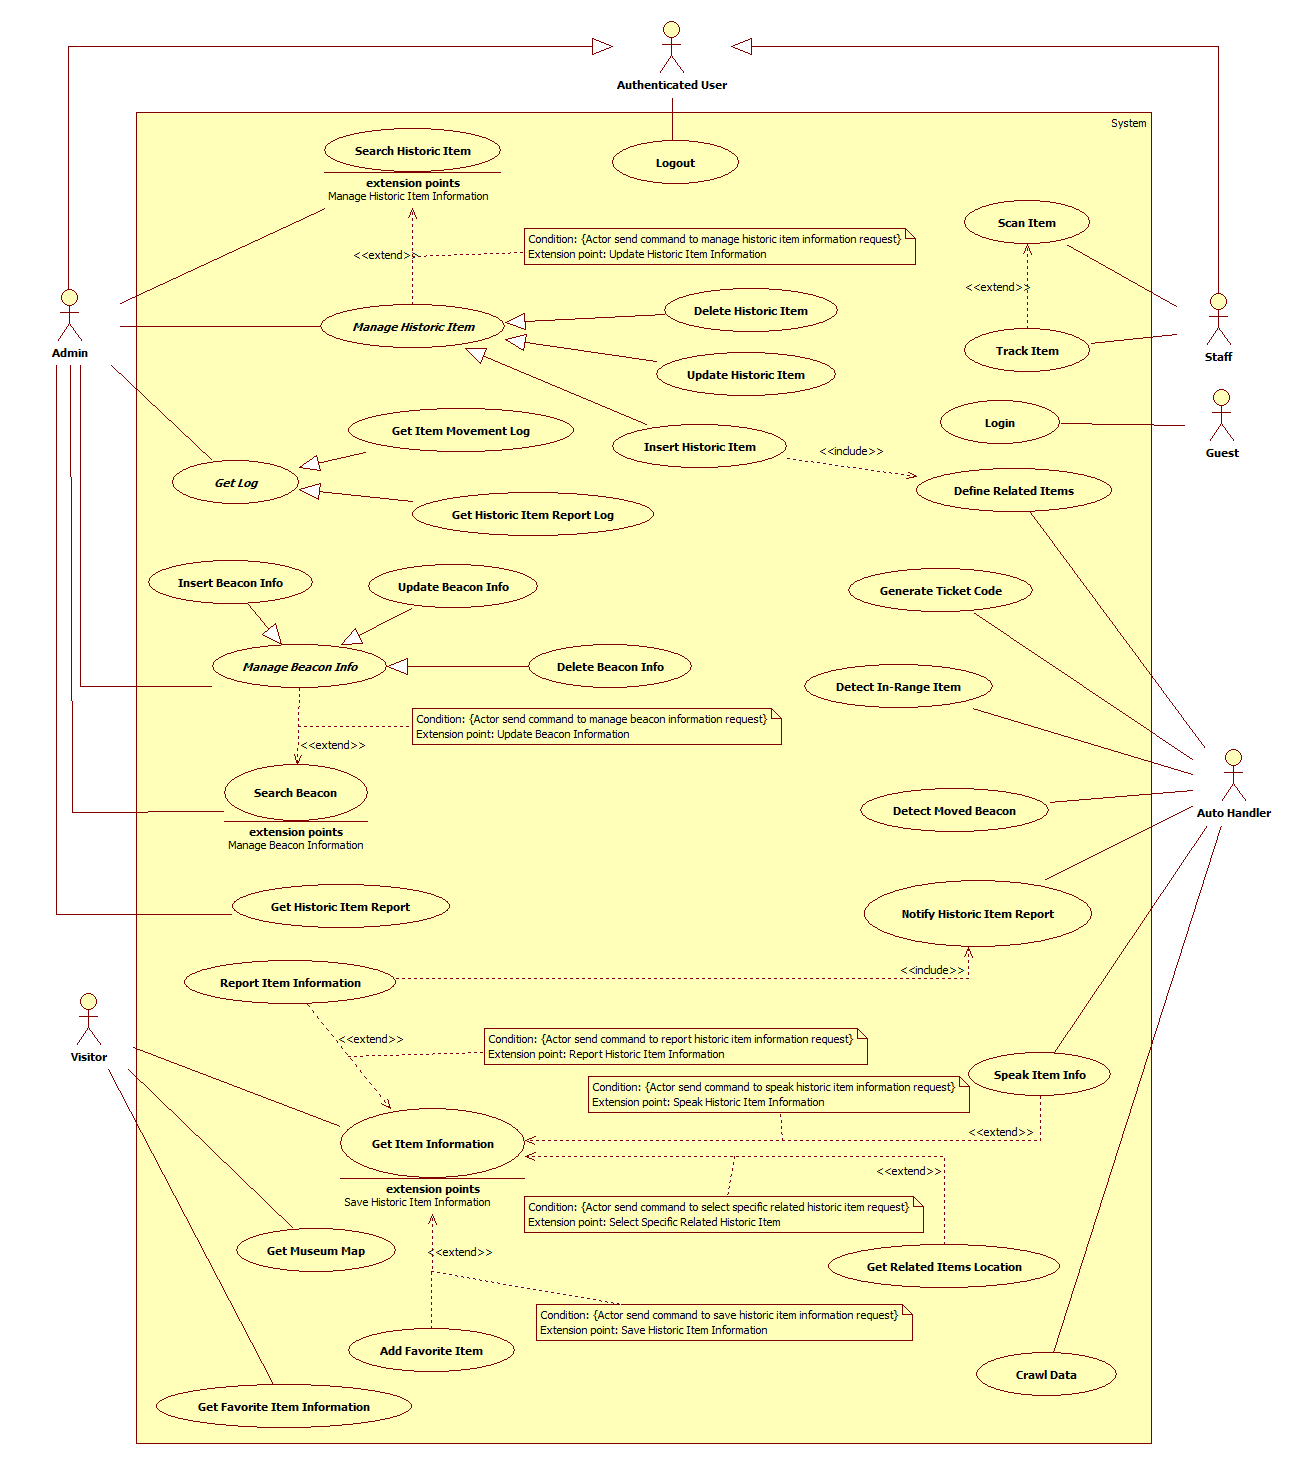 Authenticated User
System
Search Historic Item
extension points
Manage Historic Item Information
Logout
Scan Item
<<extend>>
Condition: {Actor send command to manage historic item information request}
Extension point: Update Historic Item Information
<<extend>>
Manage Historic Item
Delete Historic Item
Update Historic Item
Track Item
Admin
Staff
Get Item Movement Log
Insert Historic Item
<<include>>
Login
Guest
Get Log
Get Historic Item Report Log
Define Related Items
Insert Beacon Info
Update Beacon Info
Generate Ticket Code
Manage Beacon Info
Delete Beacon Info
Detect In-Range Item
Condition: {Actor send command to manage beacon information request}
Extension point: Update Beacon Information
<<extend>>
Search Beacon
extension points
Manage Beacon Information
Detect Moved Beacon
Auto Handler
Get Historic Item Report
Notify Historic Item Report
Report Item Information
<<include>>
Visitor
<<extend>>
Condition: {Actor send command to report historic item information request}
Extension point: Report Historic Item Information
Speak Item Info
Condition: {Actor send command to speak historic item information request}
Extension point: Speak Historic Item Information
<<extend>>
Get Item Information
extension points
Save Historic Item Information
<<extend>>
Condition: {Actor send command to select specific related historic item request}
Extension point: Select Specific Related Historic Item
Get Museum Map
<<extend>>
Get Related Items Location
Condition: {Actor send command to save historic item information request}
Extension point: Save Historic Item Information
Add Favorite Item
Crawl Data
Get Favorite Item Information